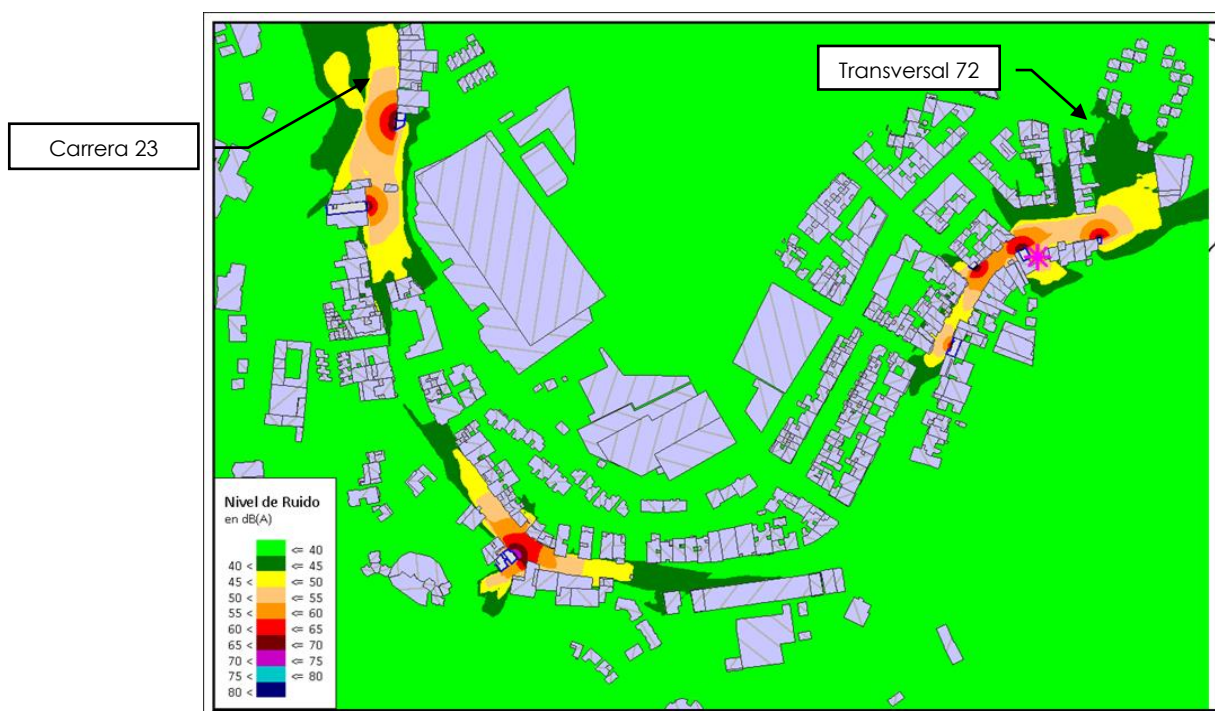 Transversal 72
Carrera 23
Nivel de Ruido
en dB(A)
<= 40
40 < <= 45
45 < <= 50
50 < <= 55
55 < <= 60
60 < <= 65
65 < <= 70
70 < <= 75
75 < <= 80
80 <